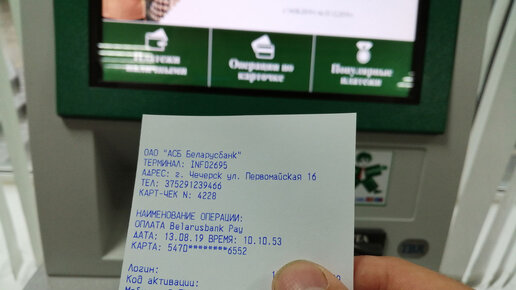 Платежи наличными
Операции по карточке
Популярные платежи
ОАО "АСБ Беларусбанк"
ТЕРМИНАЛ: INFO2695
АДРЕС: г. Чечерск ул. Первомайская 16
ТЕЛ: 375291239466
КАРТ-ЧЕК N: 4228
НАИМЕНОВАНИЕ ОПЕРАЦИИ:
ОПЛАТА Belarusbank Pay
ДАТА: 13.08.19 ВРЕМЯ: 10.10.53
КАРТА: 5470********6552
Логин:
Код активации: